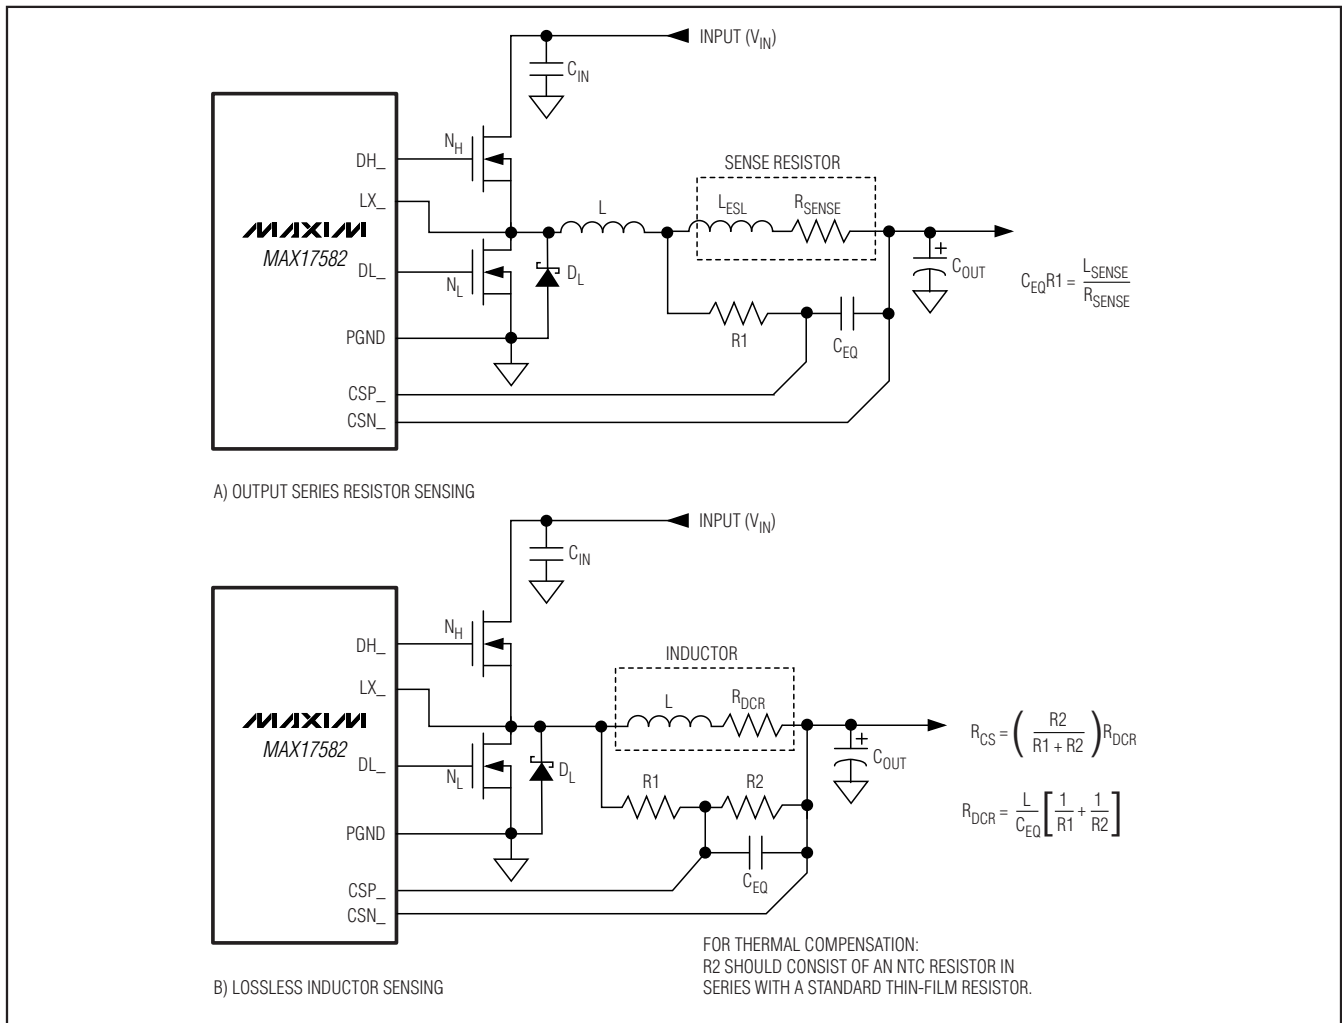 INPUT (VIN)
CIN
NH
DH_
SENSE RESISTOR
LX_
L
LESL
RSENSE
MAXIM
MAX17582
DL_
NL
DL
+
COUT
CEQR1 = LSENSE / RSENSE
PGND
R1
CEQ
CSP_
CSN_
A) OUTPUT SERIES RESISTOR SENSING
INPUT (VIN)
CIN
NH
DH_
INDUCTOR
LX_
L
RDCR
MAXIM
MAX17582
DL_
NL
DL
+
COUT
RCS = ( R2 / R1 + R2 ) RDCR
R1
R2
RDCR = L / CEQ [ 1 / R1 + 1 / R2 ]
PGND
CEQ
CSP_
CSN_
FOR THERMAL COMPENSATION:
R2 SHOULD CONSIST OF AN NTC RESISTOR IN
SERIES WITH A STANDARD THIN-FILM RESISTOR.
B) LOSSLESS INDUCTOR SENSING